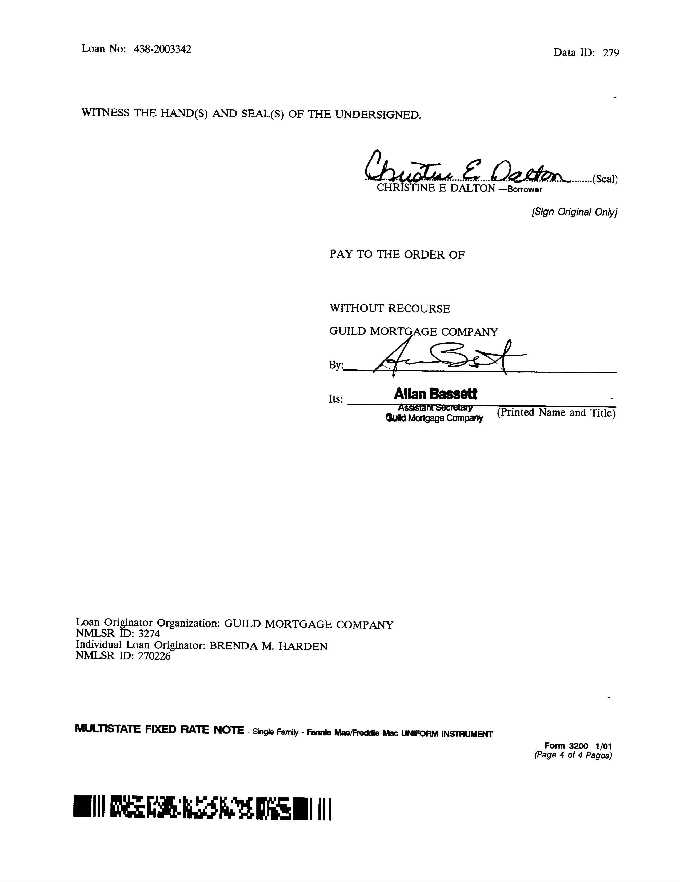 Loan No: 438-2003342
Data ID: 279
WITNESS THE HAND(S) AND SEAL(S) OF THE UNDERSIGNED.
Christine E Dalton (Seal)
CHRISTINE E DALTON —Borrower
[Sign Original Only]
PAY TO THE ORDER OF
WITHOUT RECOURSE
GUILD MORTGAGE COMPANY
By:
Its: Allan Bassett
Assistant Secretary (Printed Name and Title)
Guild Mortgage Company
Loan Originator Organization: GUILD MORTGAGE COMPANY
NMLSR ID: 3274
Individual Loan Originator: BRENDA M. HARDEN
NMLSR ID: 270226
MULTISTATE FIXED RATE NOTE - Single Family - Fannie Mae/Freddie Mac UNIFORM INSTRUMENT
Form 3200 1/01
(Page 4 of 4 Pages)